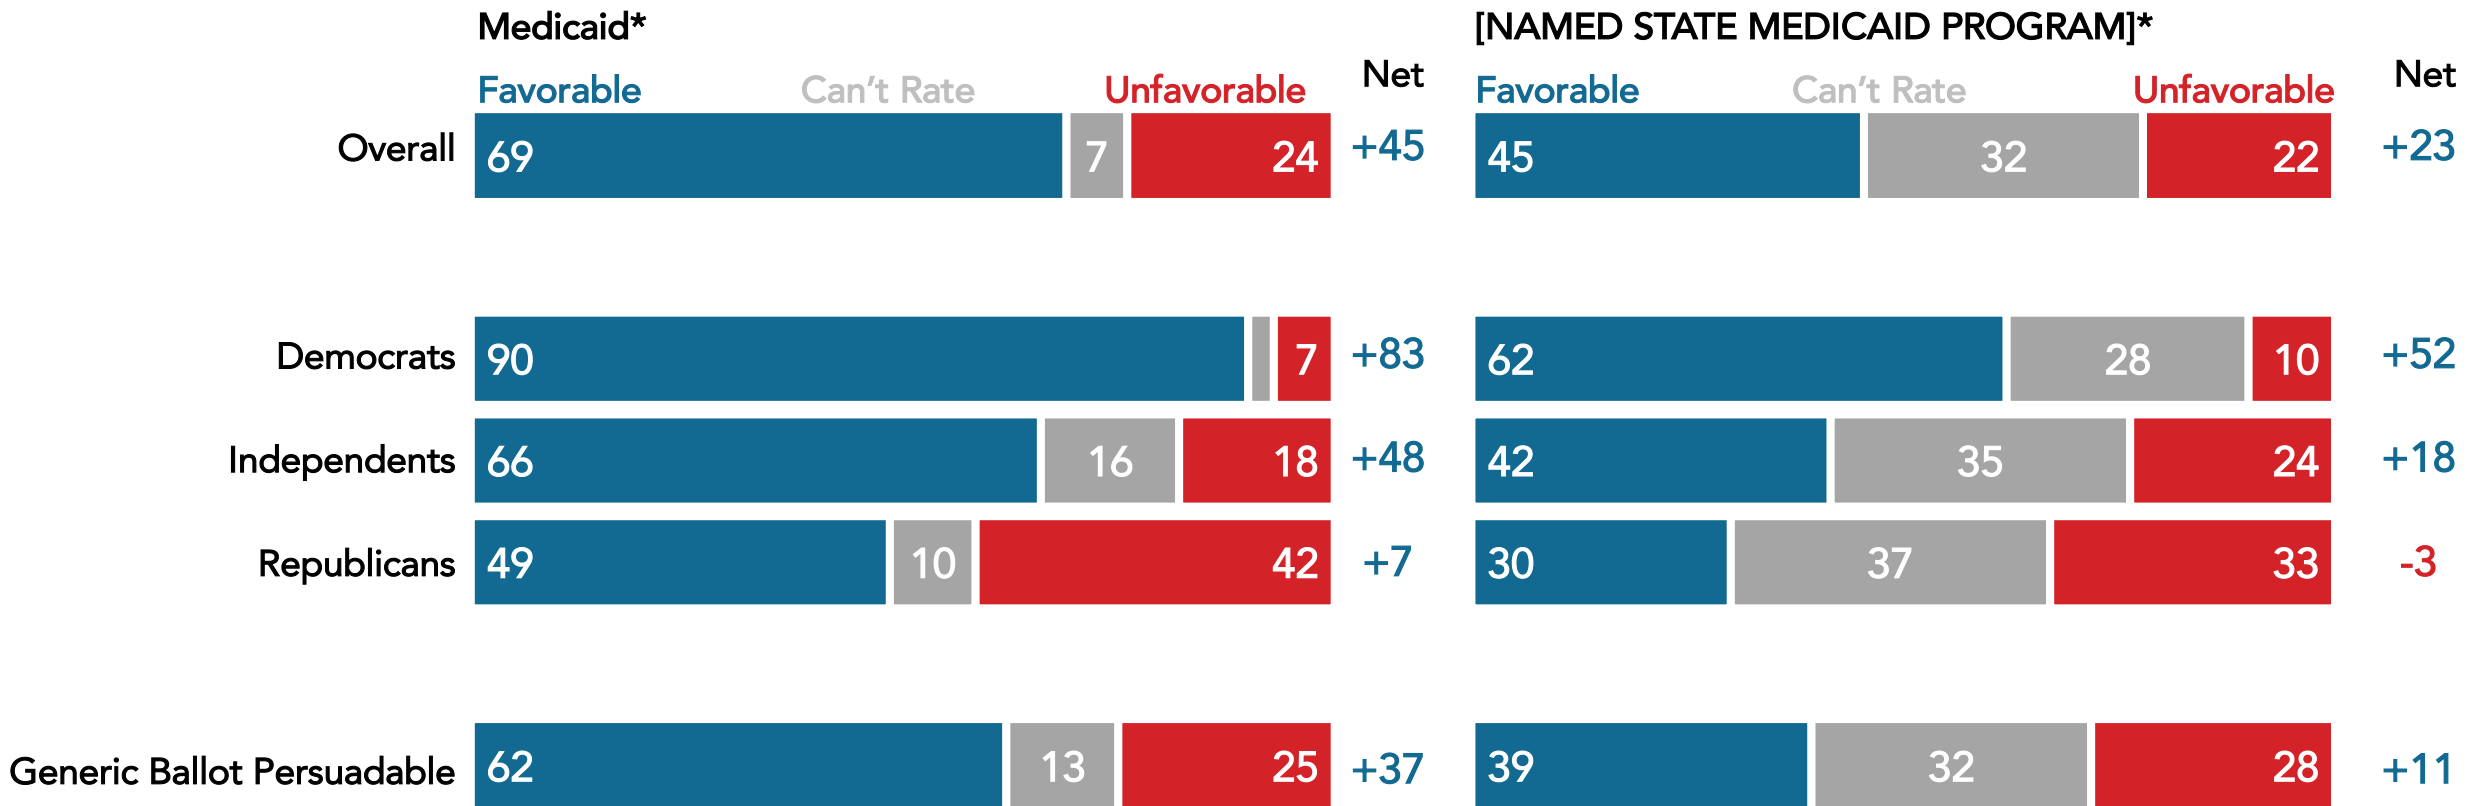 Medicaid* [NAMED STATE MEDICAID PROGRAM]*
Favorable Can't Rate Unfavorable Net Favorable Can't Rate Unfavorable Net
Overall 69 7 24 +45 45 32 22 +23
Democrats 90 7 +83 62 28 10 +52
Independents 66 16 18 +48 42 35 24 +18
Republicans 49 10 42 +7 30 37 33 -3
Generic Ballot Persuadable 62 13 25 +37 39 32 28 +11